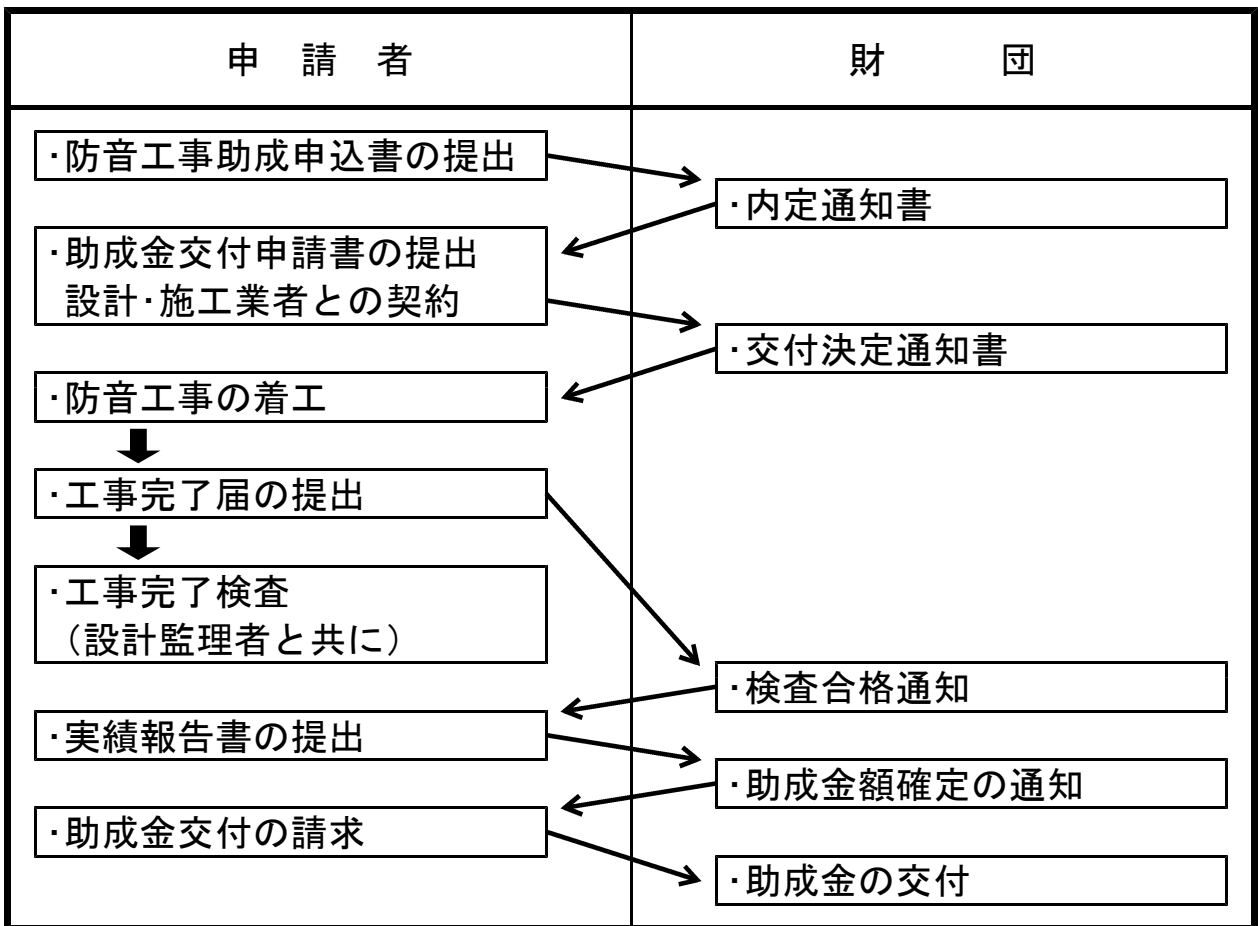 申 請 者
財 団
・防音工事助成申込書の提出
・内定通知書
・助成金交付申請書の提出
設計・施工業者との契約
・交付決定通知書
・防音工事の着工
・工事完了届の提出
・工事完了検査
（設計監理者と共に）
・検査合格通知
・実績報告書の提出
・助成金額確定の通知
・助成金交付の請求
・助成金の交付